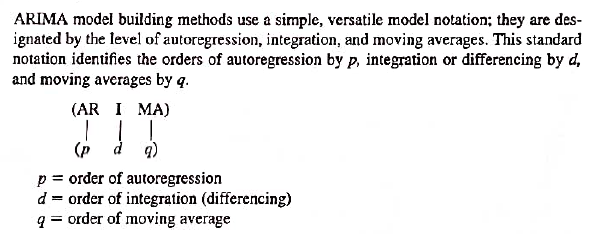 ARIMA model building methods use a simple, versatile model notation; they are des-
ignated by the level of autoregression, integration, and moving averages. This standard
notation identifies the orders of autoregression by p, integration or differencing by d,
and moving averages by q.
(AR I MA)
(p d q)
p = order of autoregression
d = order of integration (differencing)
q = order of moving average